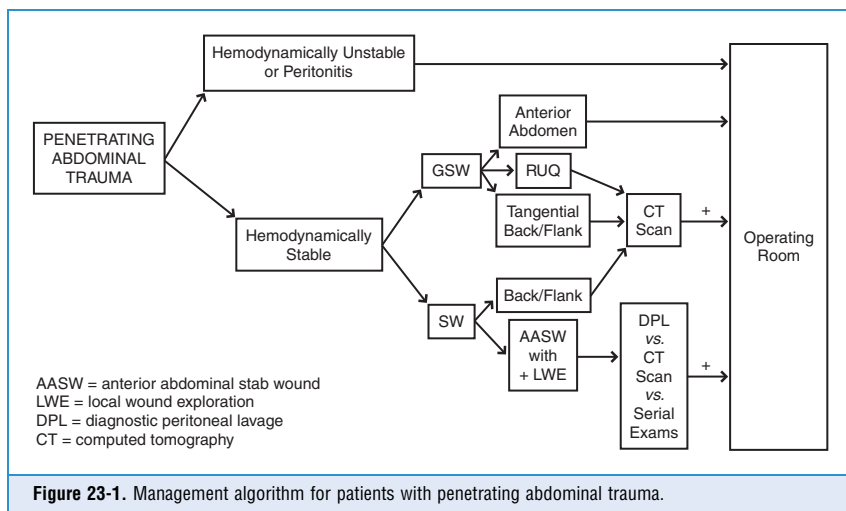 Hemodynamically Unstable
or Peritonitis
PENETRATING
ABDOMINAL
TRAUMA
Hemodynamically
Stable
GSW
Anterior
Abdomen
RUQ
Tangential
Back/Flank
CT
Scan
+
Operating
Room
SW
Back/Flank
AASW
with
+ LWE
DPL
vs.
CT
Scan
vs.
Serial
Exams
+
AASW = anterior abdominal stab wound
LWE = local wound exploration
DPL = diagnostic peritoneal lavage
CT = computed tomography
Figure 23-1. Management algorithm for patients with penetrating abdominal trauma.